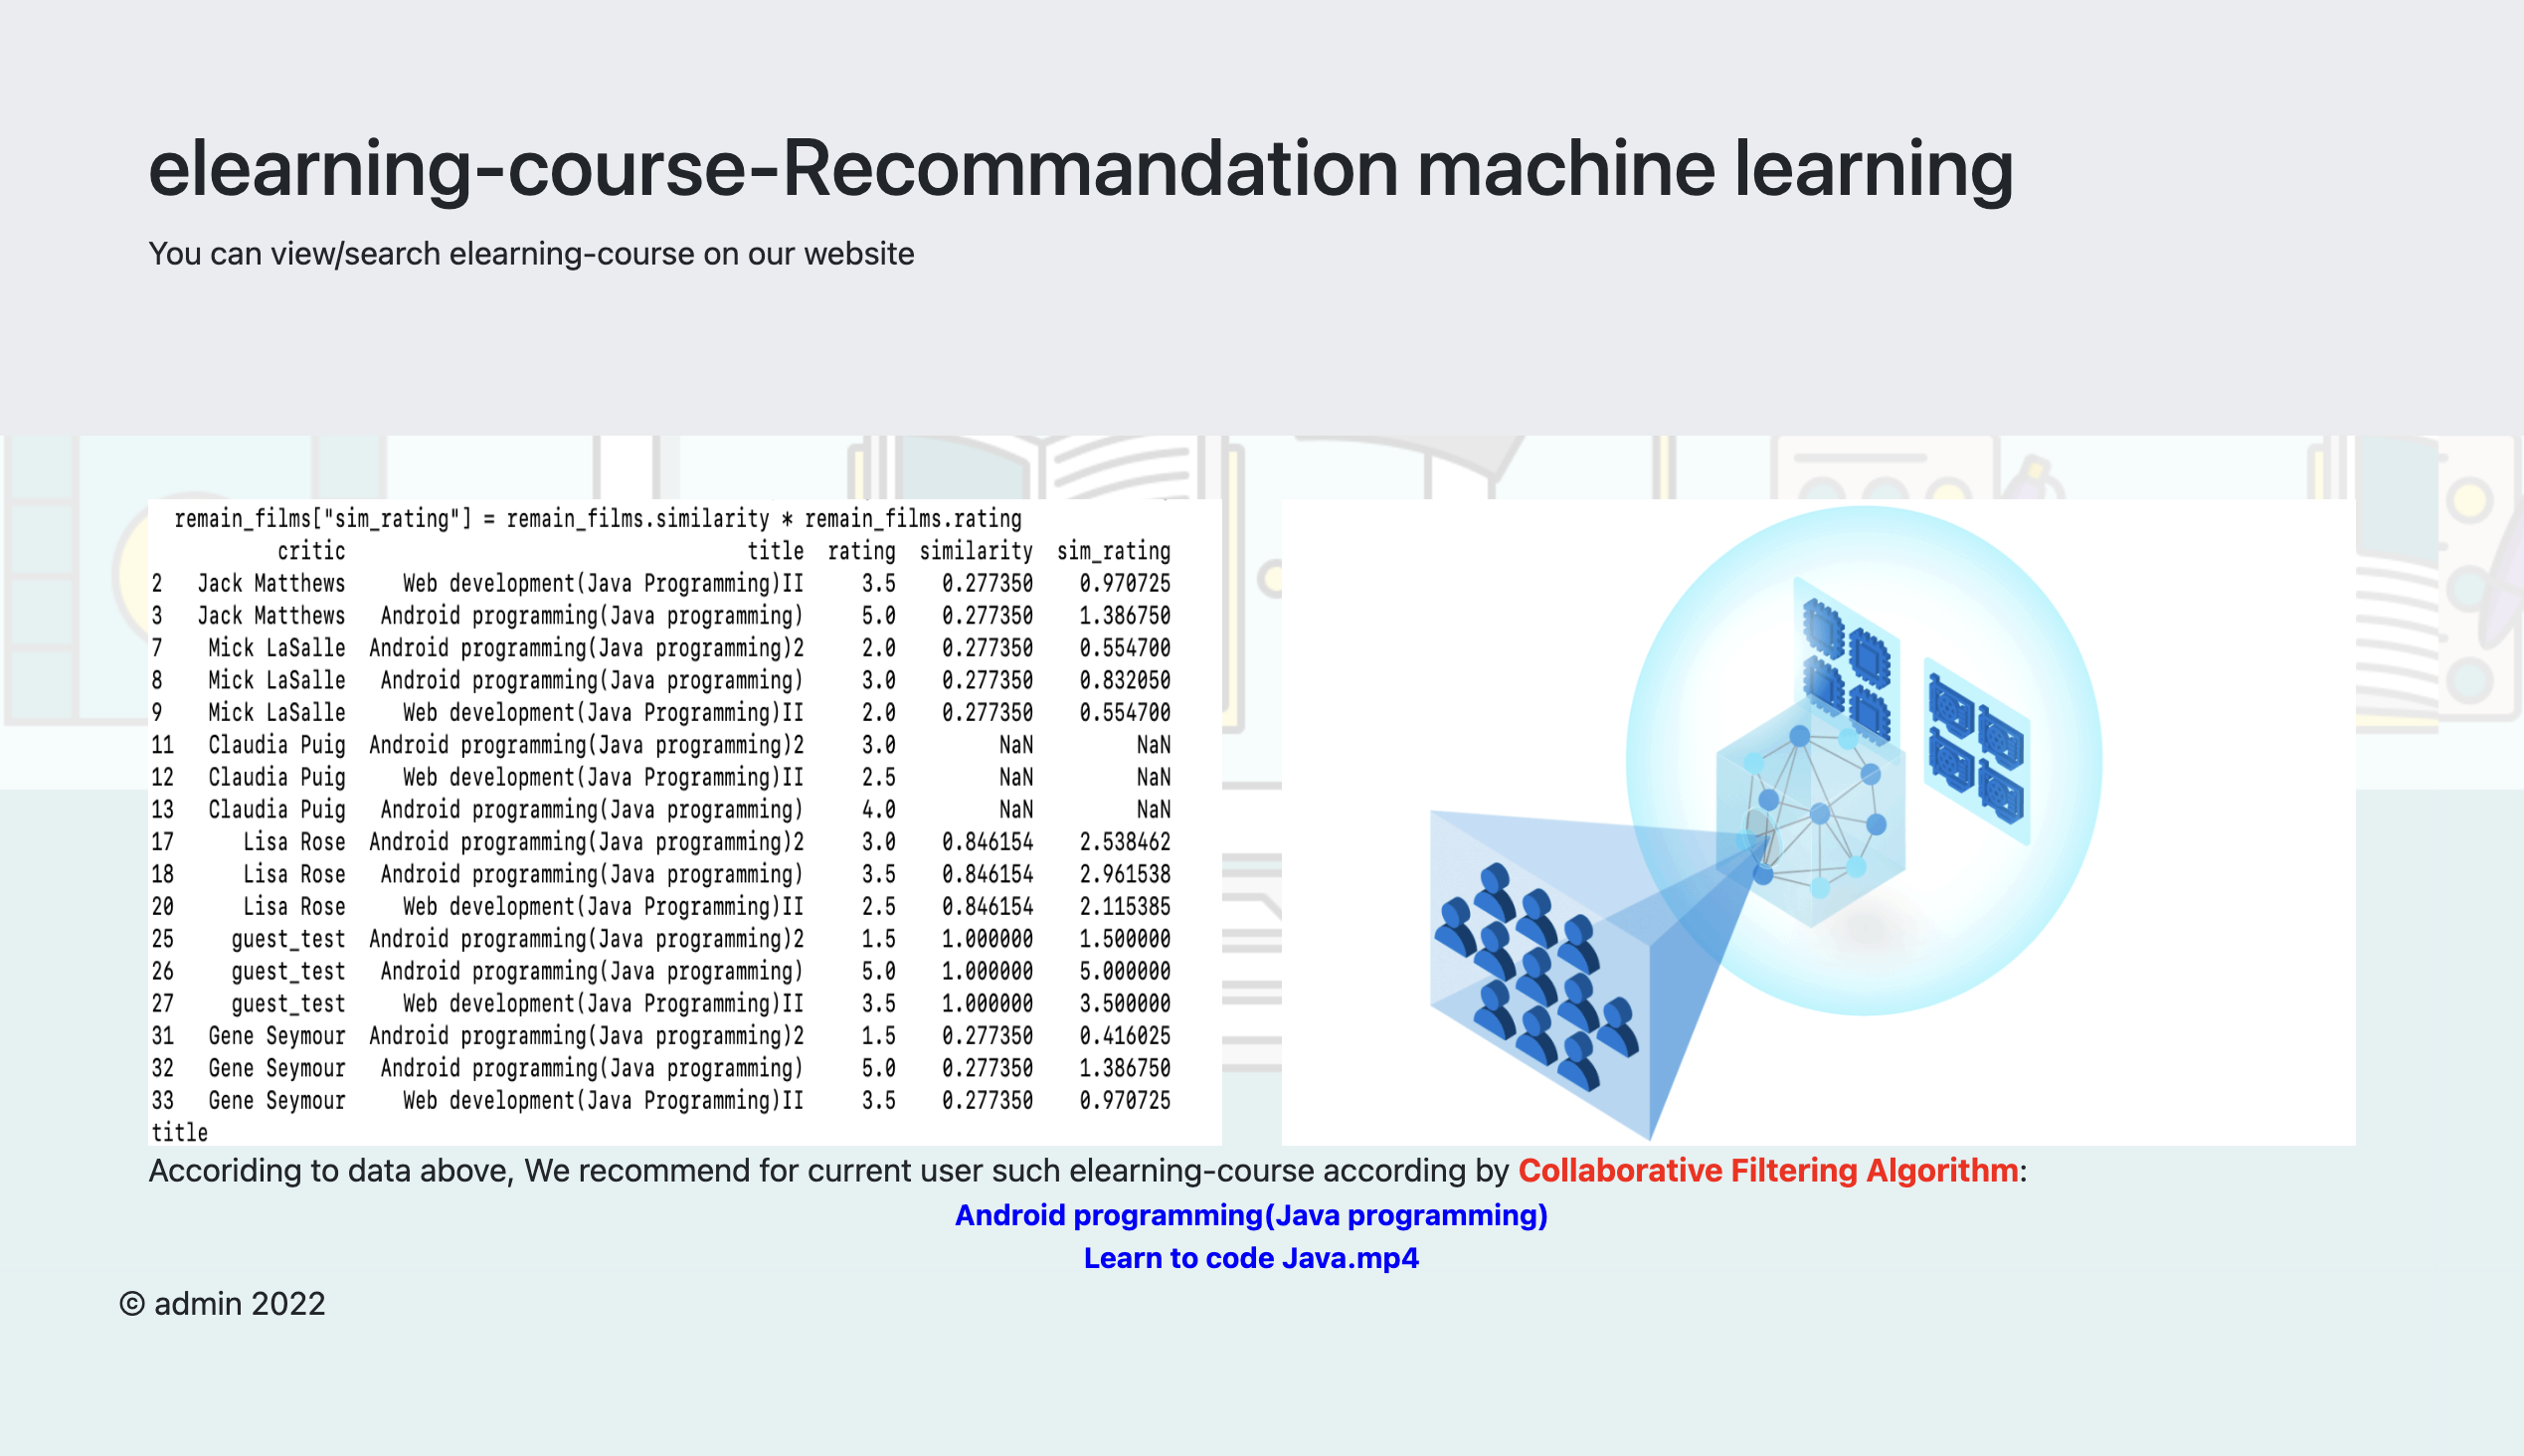 elearning-course-Recommandation machine learning
You can view/search elearning-course on our website
remain_films["sim_rating"] = remain_films.similarity * remain_films.rating
critic title rating similarity sim_rating
2 Jack Matthews Web development(Java Programming)II 3.5 0.277350 0.970725
3 Jack Matthews Android programming(Java programming) 5.0 0.277350 1.386750
7 Mick LaSalle Android programming(Java programming)2 2.0 0.277350 0.554700
8 Mick LaSalle Android programming(Java programming) 3.0 0.277350 0.832050
9 Mick LaSalle Web development(Java Programming)II 2.0 0.277350 0.554700
11 Claudia Puig Android programming(Java programming)2 3.0 NaN NaN
12 Claudia Puig Web development(Java Programming)II 2.5 NaN NaN
13 Claudia Puig Android programming(Java programming) 4.0 NaN NaN
17 Lisa Rose Android programming(Java programming)2 3.0 0.846154 2.538462
18 Lisa Rose Android programming(Java programming) 3.5 0.846154 2.961538
20 Lisa Rose Web development(Java Programming)II 2.5 0.846154 2.115385
25 guest_test Android programming(Java programming)2 1.5 1.000000 1.500000
26 guest_test Android programming(Java programming) 5.0 1.000000 5.000000
27 guest_test Web development(Java Programming)II 3.5 1.000000 3.500000
31 Gene Seymour Android programming(Java programming)2 1.5 0.277350 0.416025
32 Gene Seymour Android programming(Java programming) 5.0 0.277350 1.386750
33 Gene Seymour Web development(Java Programming)II 3.5 0.277350 0.970725
title
Accoriding to data above, We recommend for current user such elearning-course according by Collaborative Filtering Algorithm:
Android programming(Java programming)
Learn to code Java.mp4
© admin 2022